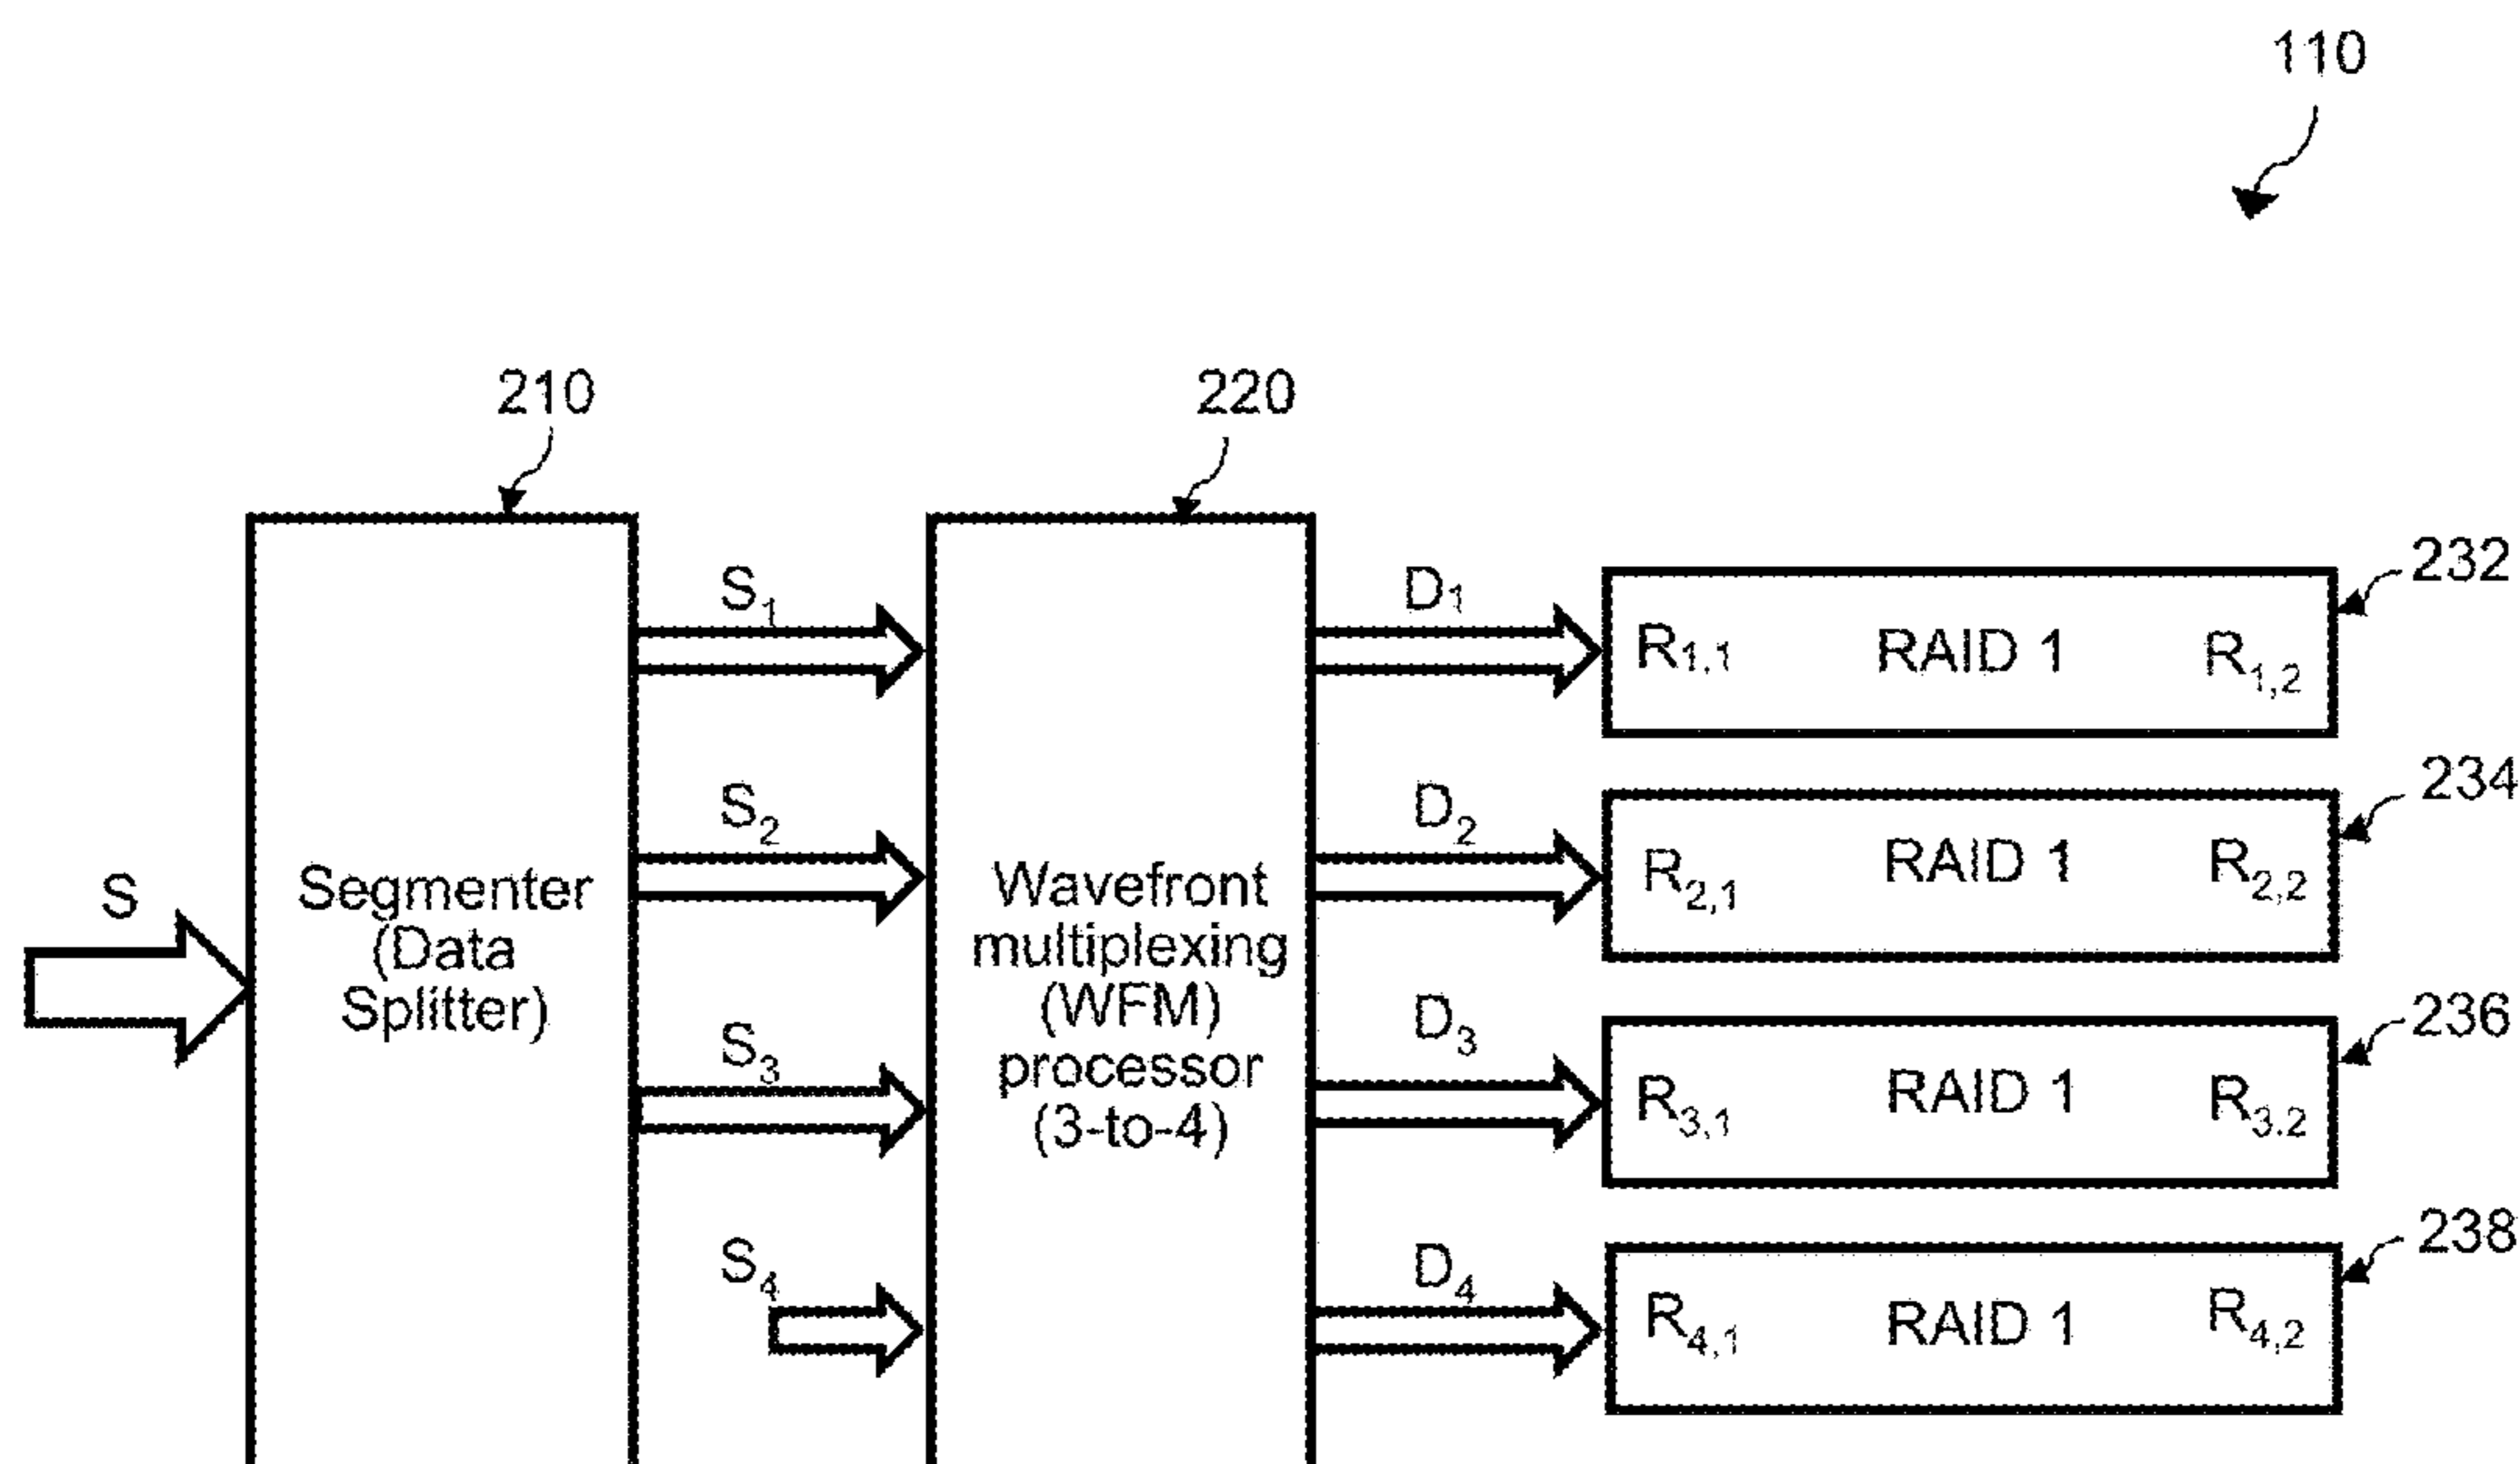 110
210
220
S
Segmenter
(Data
Splitter)
S₁
S₂
S₃
S₄
Wavefront
multiplexing
(WFM)
processor
(3-to-4)
D₁
D₂
D₃
D₄
R₁,₁ RAID 1 R₁,₂
232
R₂,₁ RAID 1 R₂,₂
234
R₃,₁ RAID 1 R₃.₂
236
R₄,₁ RAID 1 R₄,₂
238